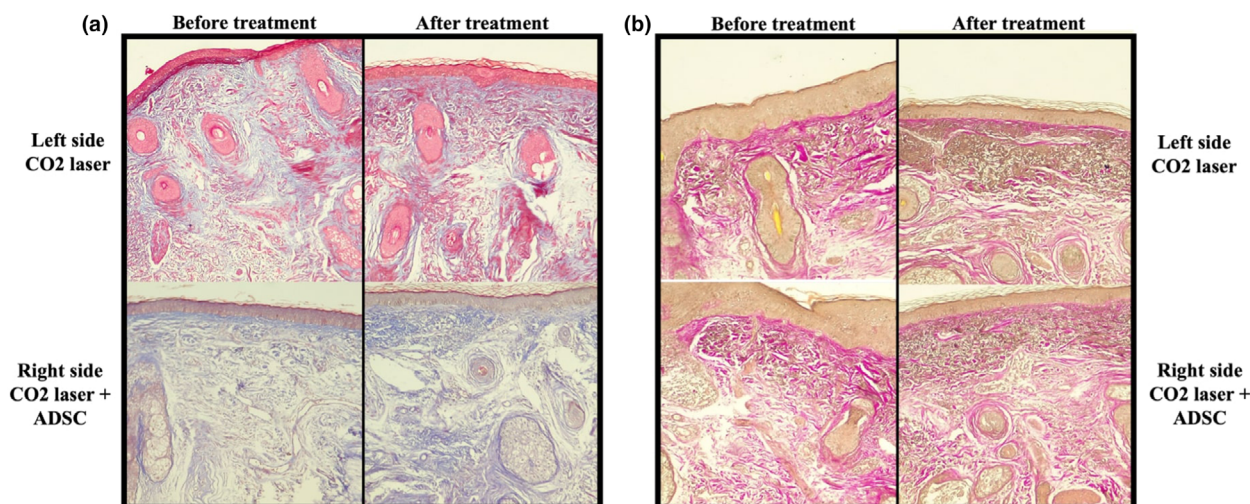 (a)
Before treatment
After treatment
Left side
CO2 laser
Right side
CO2 laser +
ADSC
(b)
Before treatment
After treatment
Left side
CO2 laser
Right side
CO2 laser +
ADSC